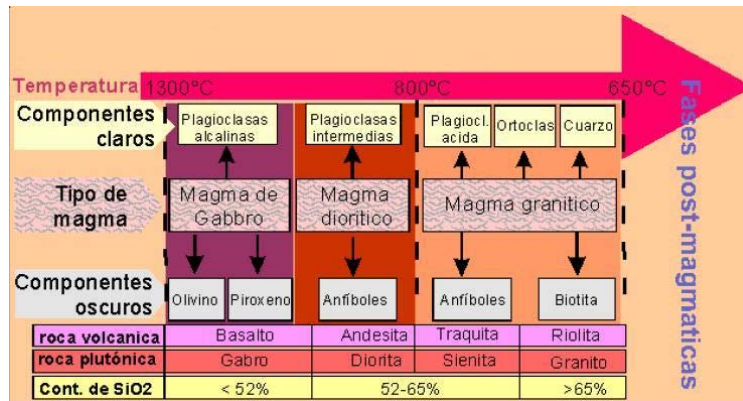 Temperatura 1300°C 800°C 650°C
Componentes
claros
Plagioclasas
alcalinas
Plagioclasas
intermedias
Plagiocl.
acida
Ortoclas
Cuarzo
Tipo de
magma
Magma de
Gabbro
Magma
diorítico
Magma granítico
Componentes
oscuros
Olivino
Piroxeno
Anfíboles
Anfíboles
Biotita
roca volcanica Basalto Andesita Traquita Riolita
roca plutónica Gabro Diorita Sienita Granito
Cont. de SiO2 < 52% 52-65% >65%
Fases post-magmaticas